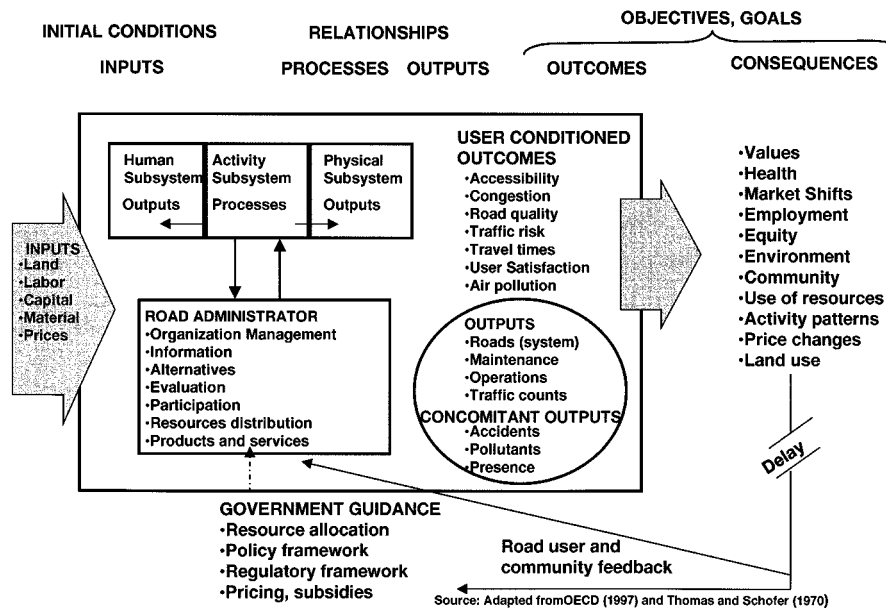 OBJECTIVES, GOALS
INITIAL CONDITIONS
RELATIONSHIPS
INPUTS
PROCESSES
OUTPUTS
OUTCOMES
CONSEQUENCES
Human
Subsystem
Outputs
Activity
Subsystem
Processes
Physical
Subsystem
Outputs
USER CONDITIONED
OUTCOMES
•Accessibility
•Congestion
•Road quality
•Traffic risk
•Travel times
•User Satisfaction
•Air pollution
•Values
•Health
•Market Shifts
•Employment
•Equity
•Environment
•Community
•Use of resources
•Activity patterns
•Price changes
•Land use
INPUTS
•Land
•Labor
•Capital
•Material
•Prices
ROAD ADMINISTRATOR
•Organization Management
•Information
•Alternatives
•Evaluation
•Participation
•Resources distribution
•Products and services
OUTPUTS
•Roads (system)
•Maintenance
•Operations
•Traffic counts
CONCOMITANT OUTPUTS
•Accidents
•Pollutants
•Presence
Delay
GOVERNMENT GUIDANCE
•Resource allocation
•Policy framework
•Regulatory framework
•Pricing, subsidies
Road user and
community feedback
Source: Adapted fromOECD (1997) and Thomas and Schofer (1970)